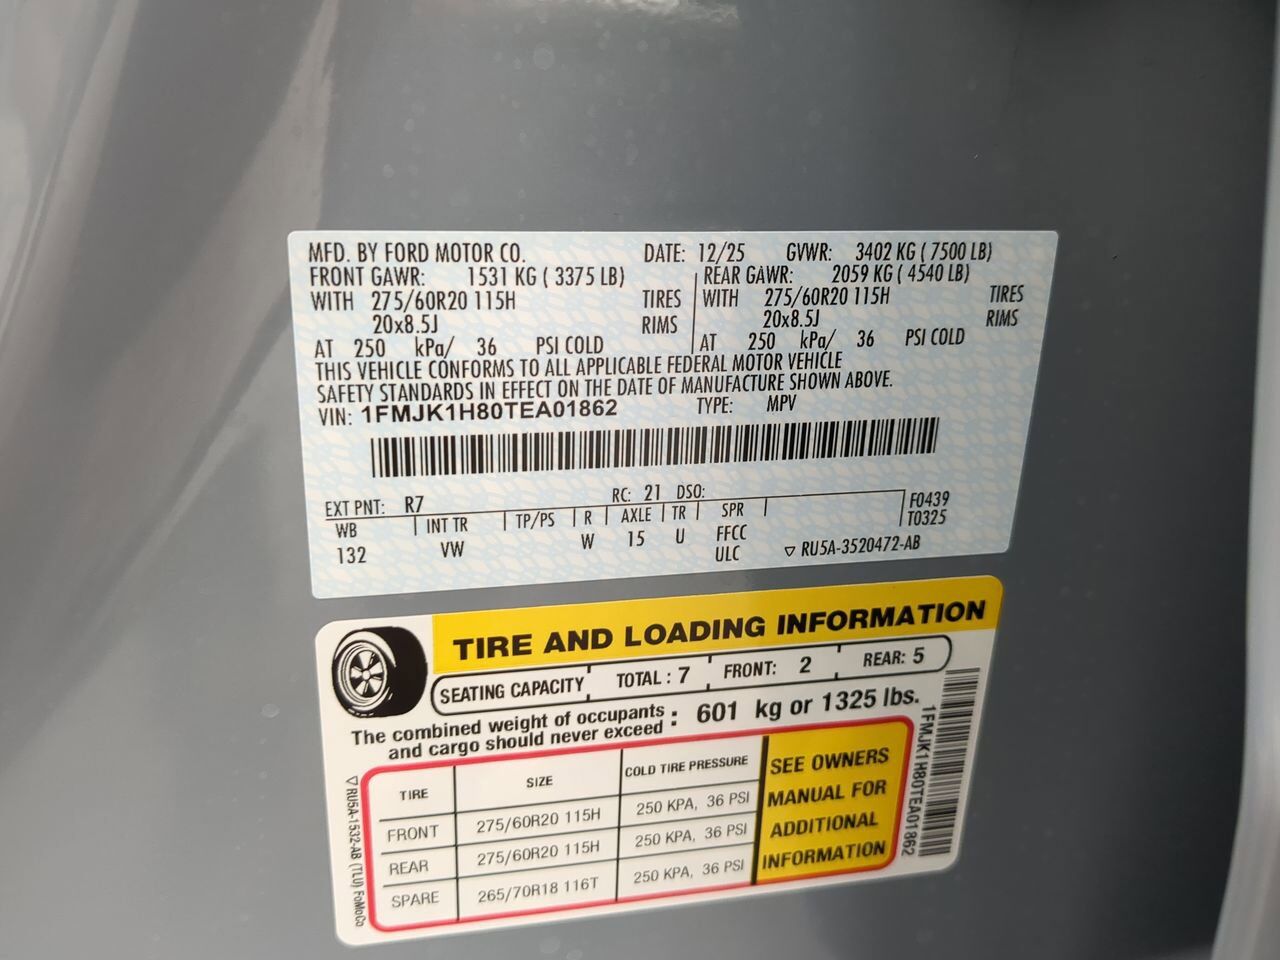 MFD. BY FORD MOTOR CO. DATE: 12/25 GVWR: 3402 KG ( 7500 LB)
FRONT GAWR: 1531 KG ( 3375 LB) REAR GAWR: 2059 KG ( 4540 LB)
WITH 275/60R20 115H TIRES WITH 275/60R20 115H TIRES
20x8.5J RIMS 20x8.5J RIMS
AT 250 kPa/ 36 PSI COLD AT 250 kPa/ 36 PSI COLD
THIS VEHICLE CONFORMS TO ALL APPLICABLE FEDERAL MOTOR VEHICLE
SAFETY STANDARDS IN EFFECT ON THE DATE OF MANUFACTURE SHOWN ABOVE.
VIN: 1FMJK1H80TEA01862 TYPE: MPV
EXT PNT: R7 RC: 21 DSO:
WB INT TR TP/PS R AXLE TR SPR F0439
132 VW W 15 U FFCC T0325
ULC ▽ RU5A-3520472-AB
TIRE AND LOADING INFORMATION
SEATING CAPACITY TOTAL : 7 FRONT: 2 REAR: 5
The combined weight of occupants and cargo should never exceed : 601 kg or 1325 lbs.
TIRE SIZE COLD TIRE PRESSURE
FRONT 275/60R20 115H 250 KPA, 36 PSI
REAR 275/60R20 115H 250 KPA, 36 PSI
SPARE 265/70R18 116T 250 KPA, 36 PSI
SEE OWNERS
MANUAL FOR
ADDITIONAL
INFORMATION
1FMJK1H80TEA01862
▽ RU5A-1532-AB (TLU) FoMoCo